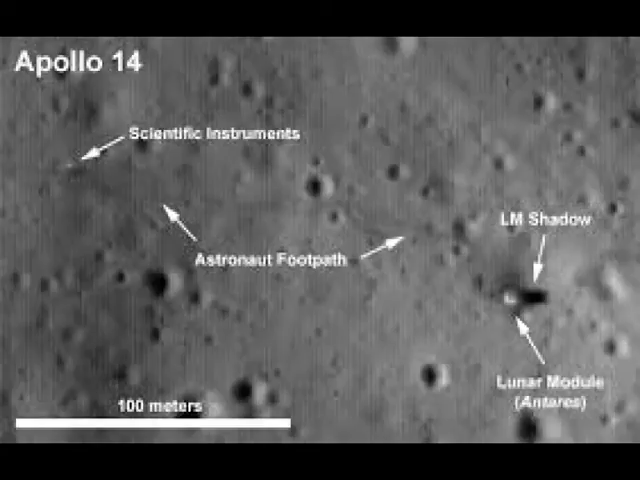 Apollo 14
Scientific Instruments
LM Shadow
Astronaut Footpath
Lunar Module
(Antares)
100 meters